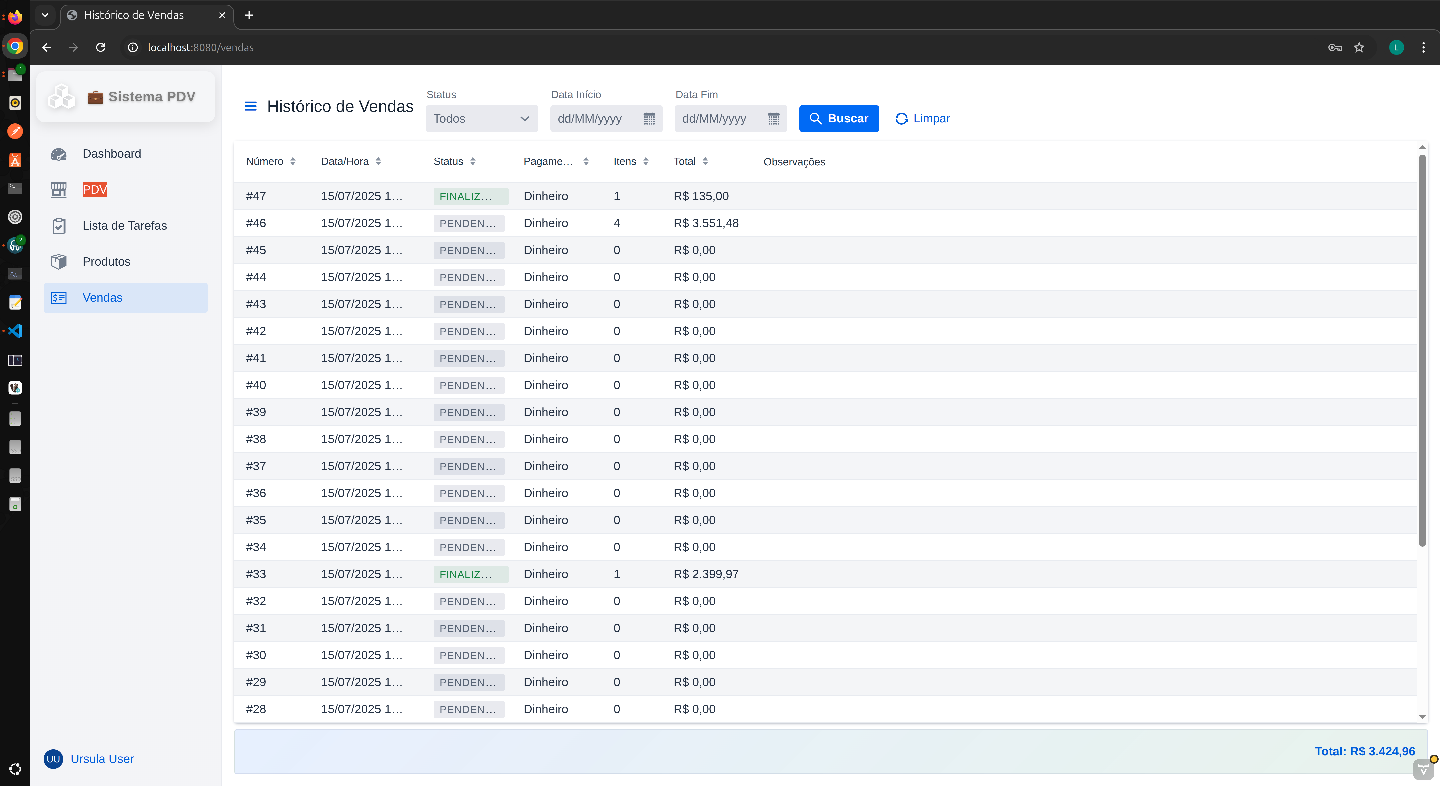 Histórico de Vendas
localhost:8080/vendas
L
Sistema PDV
Dashboard
PDV
Lista de Tarefas
Produtos
Vendas
UU Ursula User
Histórico de Vendas
Status
Todos
Data Início
dd/MM/yyyy
Data Fim
dd/MM/yyyy
Buscar
Limpar
Número Data/Hora Status Pagame... Itens Total Observações
#47 15/07/2025 1... FINALIZ... Dinheiro 1 R$ 135,00
#46 15/07/2025 1... PENDEN... Dinheiro 4 R$ 3.551,48
#45 15/07/2025 1... PENDEN... Dinheiro 0 R$ 0,00
#44 15/07/2025 1... PENDEN... Dinheiro 0 R$ 0,00
#43 15/07/2025 1... PENDEN... Dinheiro 0 R$ 0,00
#42 15/07/2025 1... PENDEN... Dinheiro 0 R$ 0,00
#41 15/07/2025 1... PENDEN... Dinheiro 0 R$ 0,00
#40 15/07/2025 1... PENDEN... Dinheiro 0 R$ 0,00
#39 15/07/2025 1... PENDEN... Dinheiro 0 R$ 0,00
#38 15/07/2025 1... PENDEN... Dinheiro 0 R$ 0,00
#37 15/07/2025 1... PENDEN... Dinheiro 0 R$ 0,00
#36 15/07/2025 1... PENDEN... Dinheiro 0 R$ 0,00
#35 15/07/2025 1... PENDEN... Dinheiro 0 R$ 0,00
#34 15/07/2025 1... PENDEN... Dinheiro 0 R$ 0,00
#33 15/07/2025 1... FINALIZ... Dinheiro 1 R$ 2.399,97
#32 15/07/2025 1... PENDEN... Dinheiro 0 R$ 0,00
#31 15/07/2025 1... PENDEN... Dinheiro 0 R$ 0,00
#30 15/07/2025 1... PENDEN... Dinheiro 0 R$ 0,00
#29 15/07/2025 1... PENDEN... Dinheiro 0 R$ 0,00
#28 15/07/2025 1... PENDEN... Dinheiro 0 R$ 0,00
Total: R$ 3.424,96